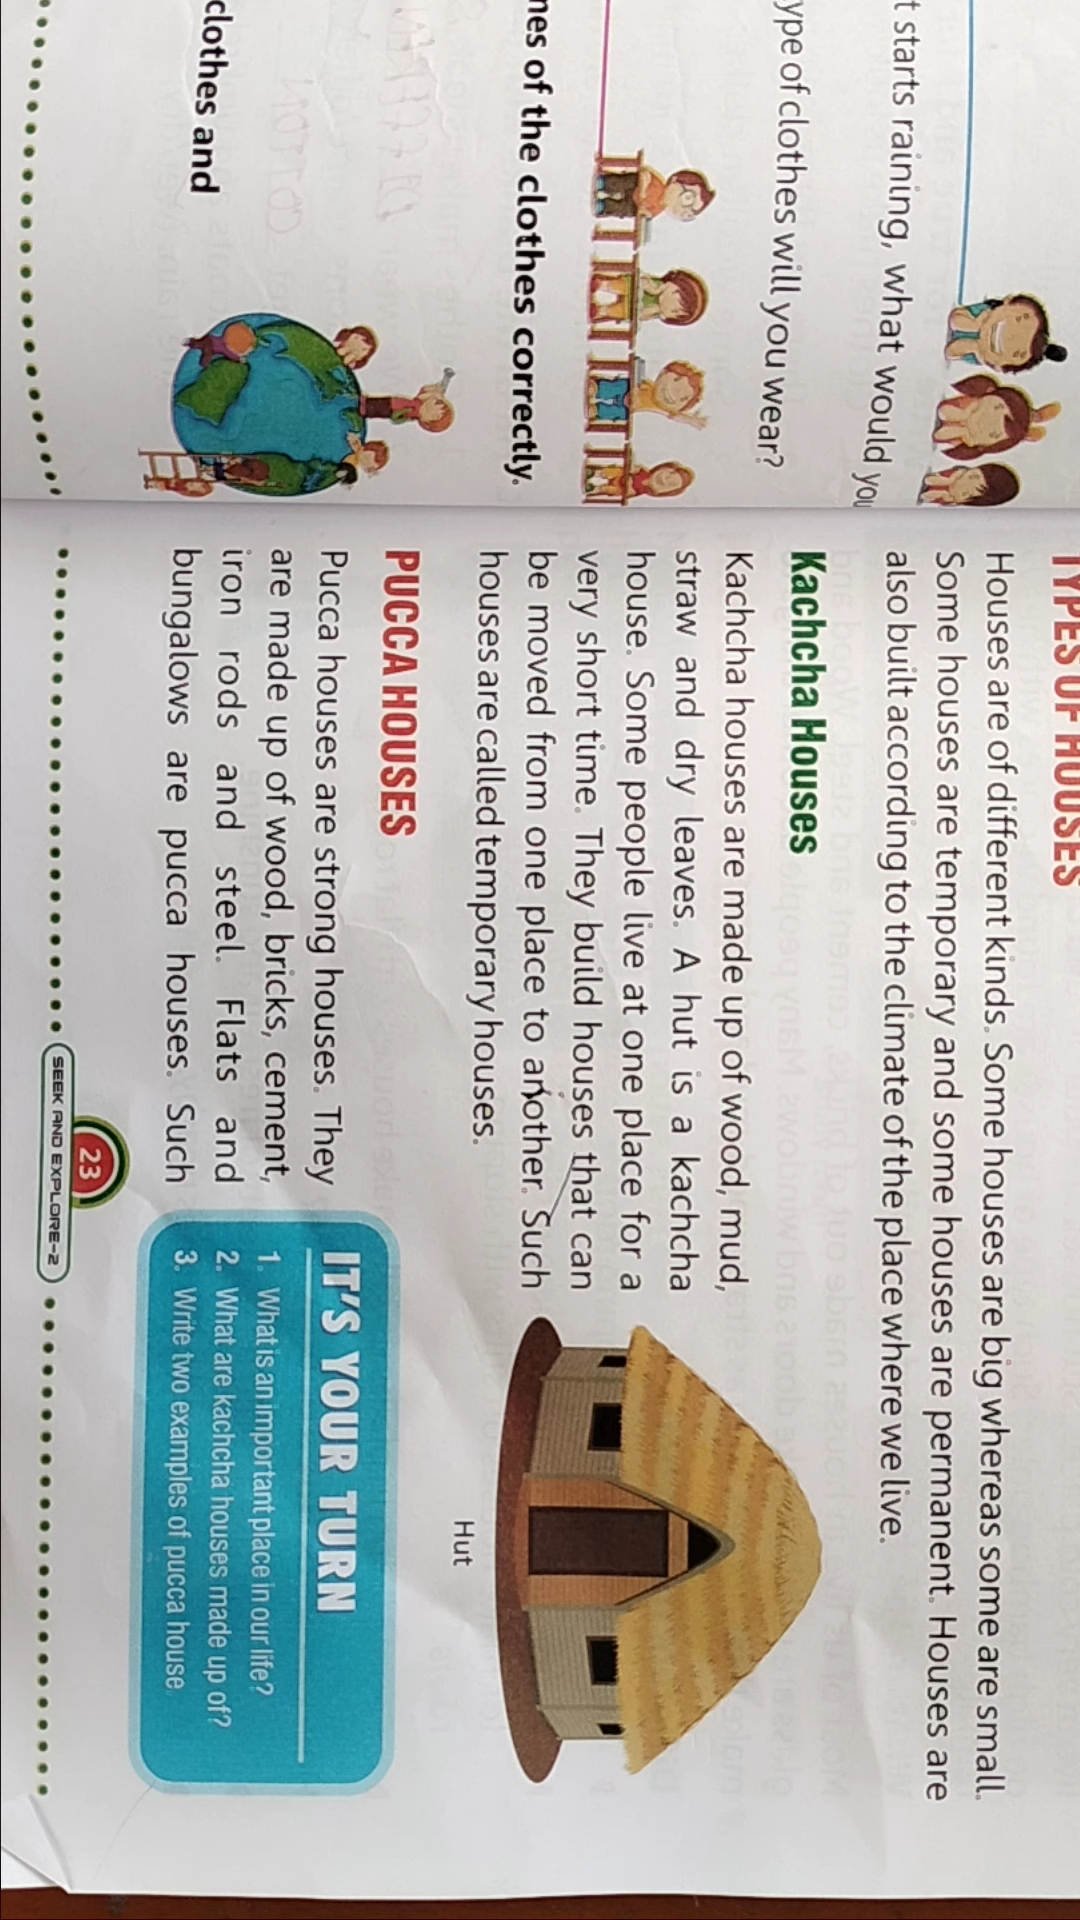 t starts raining, what would you
ype of clothes will you wear?
nes of the clothes correctly.
clothes and
TYPES OF HOUSES
Houses are of different kinds. Some houses are big whereas some are small.
Some houses are temporary and some houses are permanent. Houses are
also built according to the climate of the place where we live.
Kachcha Houses
Kachcha houses are made up of wood, mud,
straw and dry leaves. A hut is a kachcha
house. Some people live at one place for a
very short time. They build houses that can
be moved from one place to another. Such
houses are called temporary houses.
Hut
PUCCA HOUSES
Pucca houses are strong houses. They
are made up of wood, bricks, cement,
iron rods and steel. Flats and
bungalows are pucca houses. Such
IT'S YOUR TURN
1. What is an important place in our life?
2. What are kachcha houses made up of?
3. Write two examples of pucca house.
23
SEEK AND EXPLORE-2